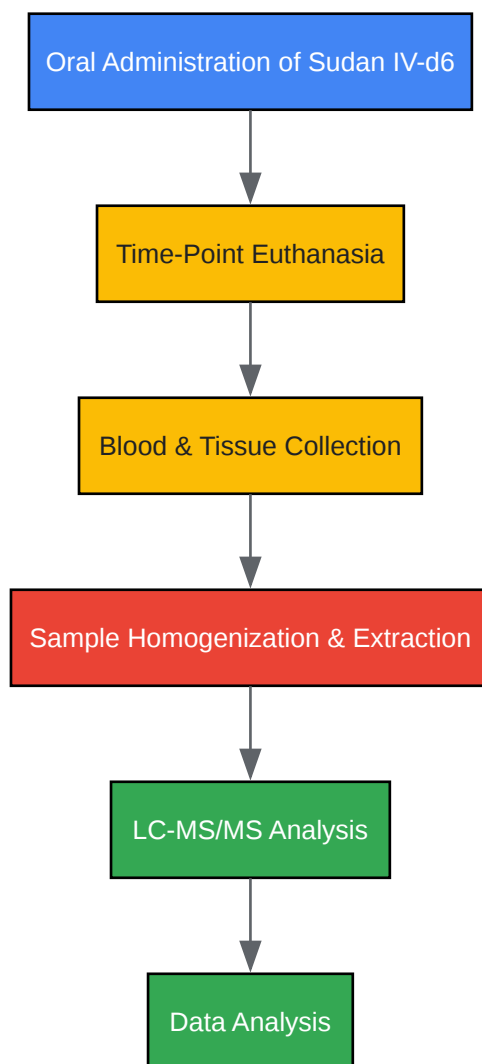 Oral Administration of Sudan IV-d6
Time-Point Euthanasia
Blood & Tissue Collection
Sample Homogenization & Extraction
LC-MS/MS Analysis
Data Analysis